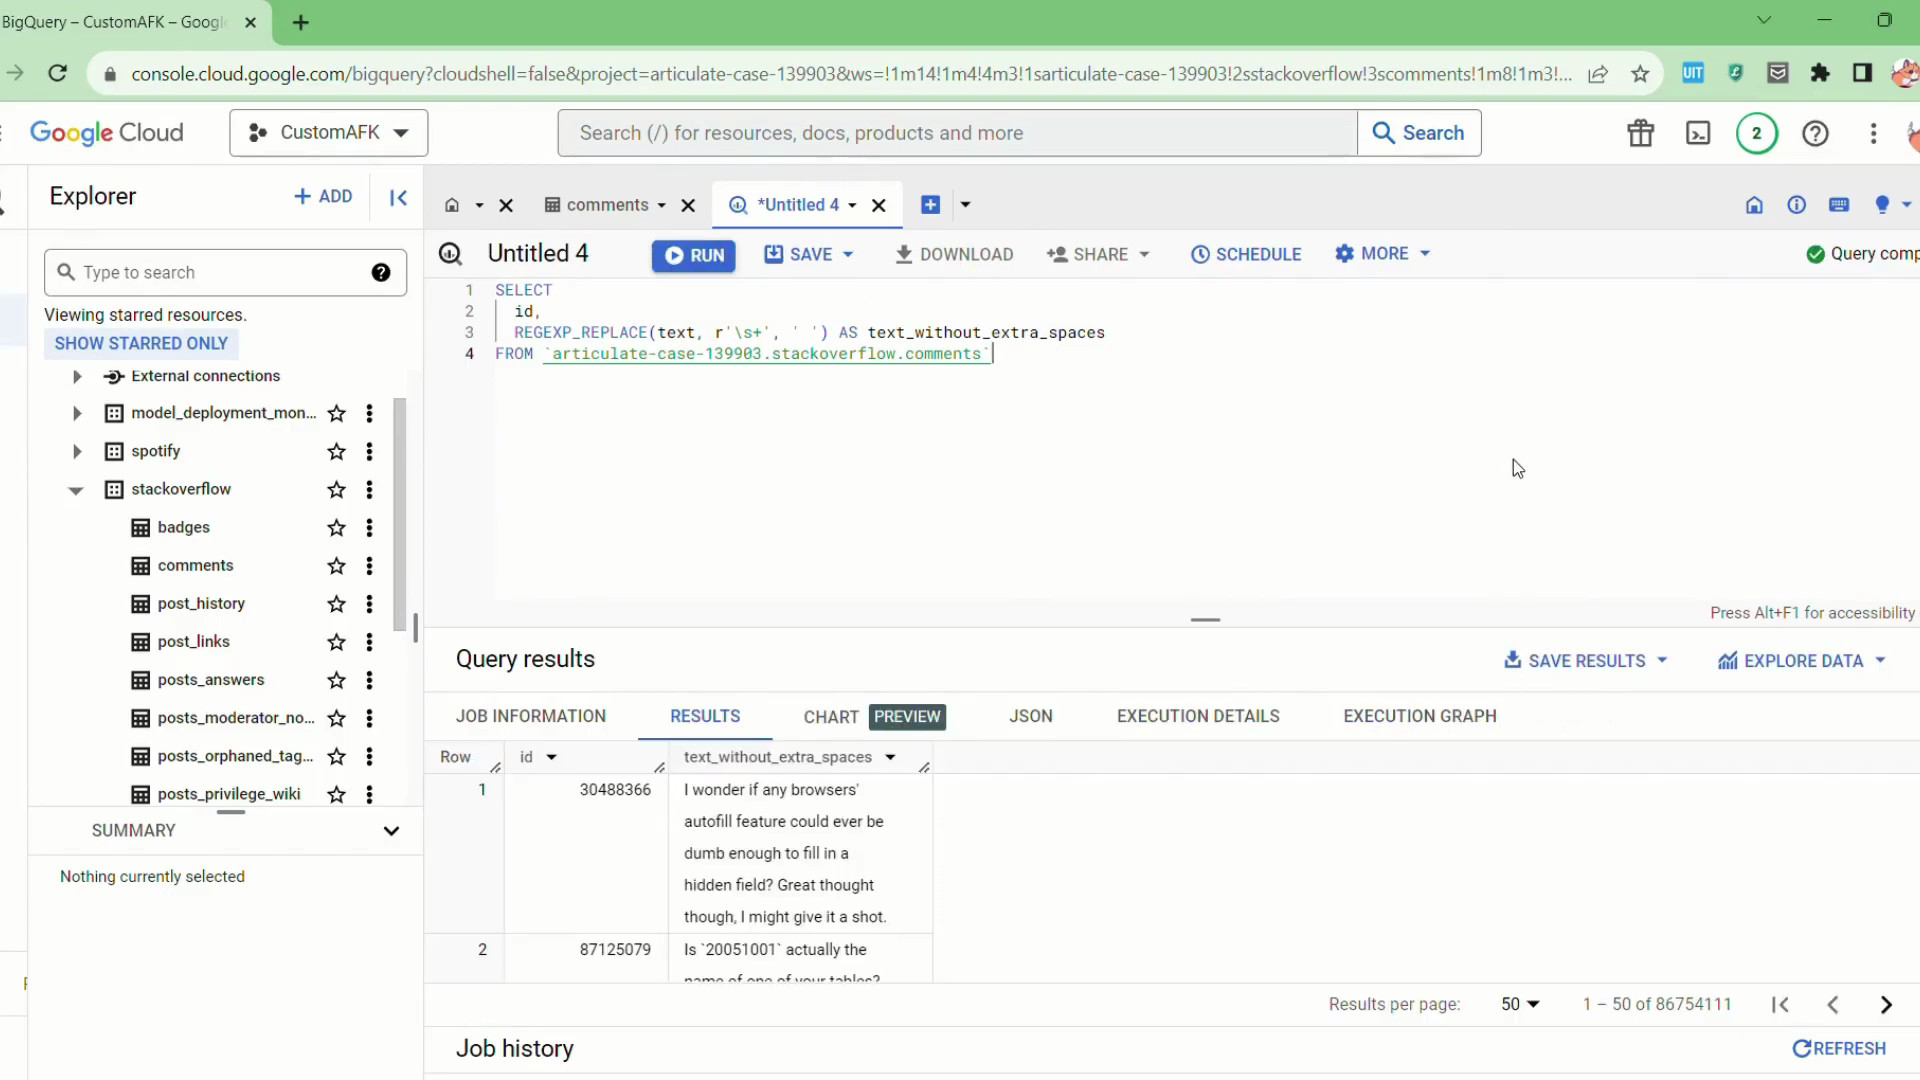 BigQuery – CustomAFK – Google
console.cloud.google.com/bigquery?cloudshell=false&project=articulate-case-139903&ws=!1m14!1m4!4m3!1sarticulate-case-139903!2sstackoverflow!3scomments!1m8!1m3!...
UIT
Google Cloud
CustomAFK
Search (/) for resources, docs, products and more
Search
2
Explorer
+ ADD
comments
*Untitled 4
Type to search
Untitled 4
RUN
SAVE
DOWNLOAD
SHARE
SCHEDULE
MORE
Query comp
Viewing starred resources.
SHOW STARRED ONLY
1 SELECT
2 id,
3 REGEXP_REPLACE(text, r'\s+', ' ') AS text_without_extra_spaces
4 FROM `articulate-case-139903.stackoverflow.comments`
External connections
model_deployment_mon...
spotify
stackoverflow
badges
comments
post_history
post_links
posts_answers
posts_moderator_no...
posts_orphaned_tag...
posts_privilege_wiki
SUMMARY
Nothing currently selected
Press Alt+F1 for accessibility
Query results
SAVE RESULTS
EXPLORE DATA
JOB INFORMATION
RESULTS
CHART PREVIEW
JSON
EXECUTION DETAILS
EXECUTION GRAPH
Row id text_without_extra_spaces
1 30488366 I wonder if any browsers'
autofill feature could ever be
dumb enough to fill in a
hidden field? Great thought
though, I might give it a shot.
2 87125079 Is `20051001` actually the
name of one of your tables?
Results per page: 50 1 – 50 of 86754111
Job history
REFRESH